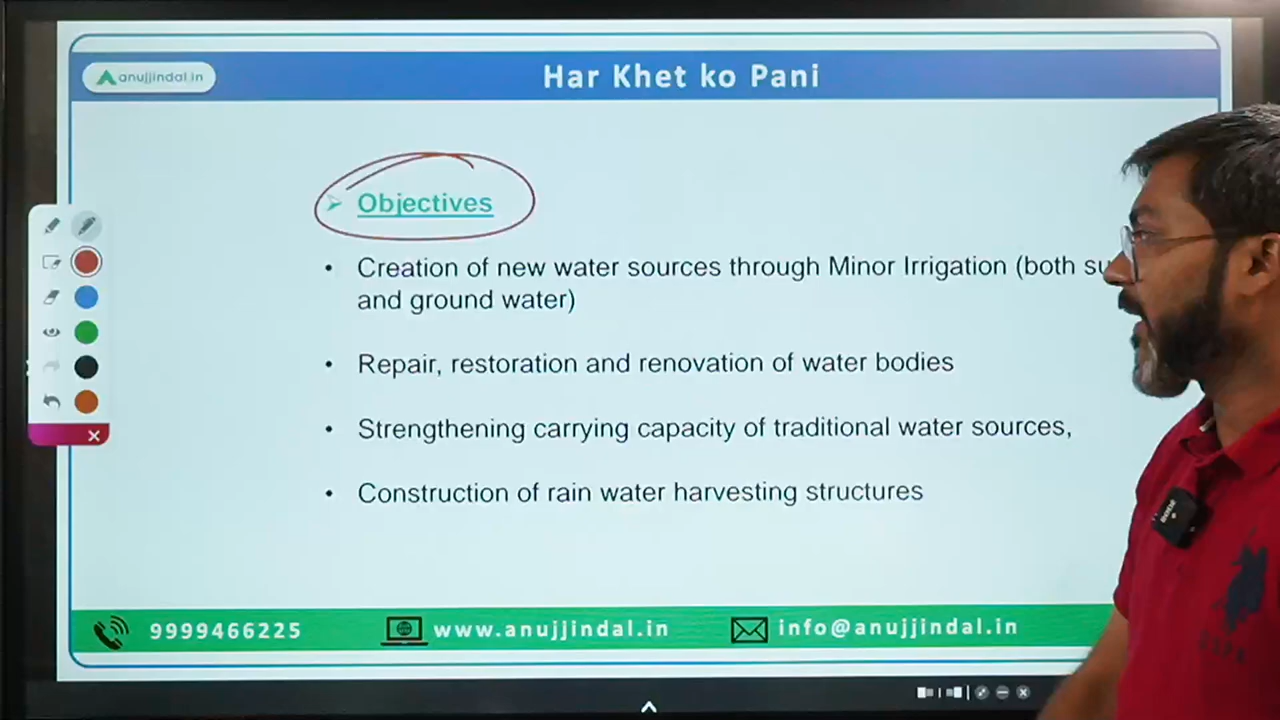 anujjindal.in
Har Khet ko Pani
Objectives
Creation of new water sources through Minor Irrigation (both
and ground water)
Repair, restoration and renovation of water bodies
Strengthening carrying capacity of traditional water sources,
Construction of rain water harvesting structures
9999466225
www.anujjindal.in
info@anujjindal.in